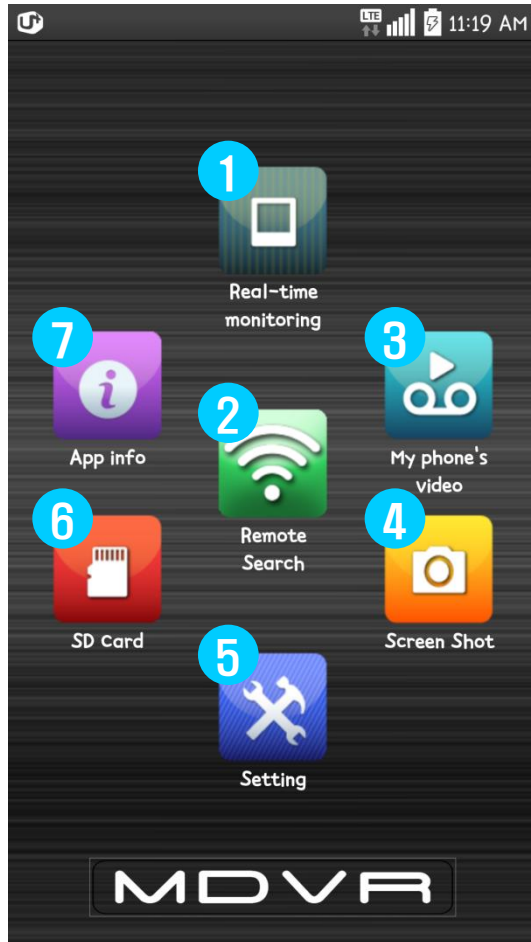 U+
LTE
11:19 AM
1
Real-time
monitoring
7
App info
3
My phone's
video
2
Remote
Search
6
SD Card
4
Screen Shot
5
Setting
MDVR